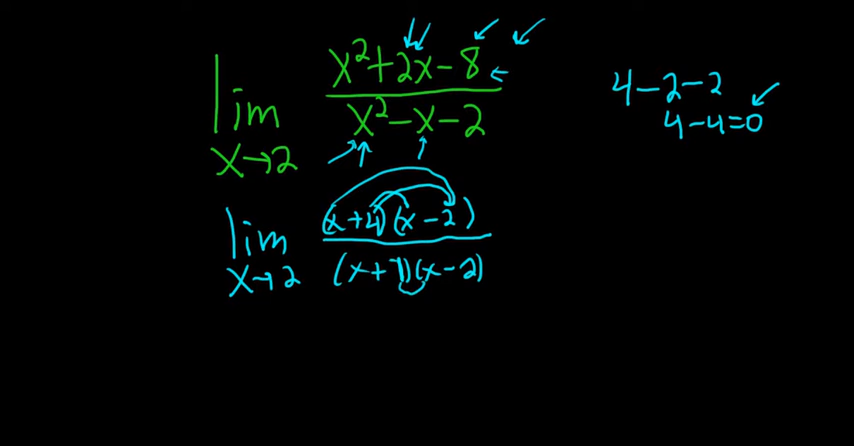 lim x→2 (x² + 2x − 8)/(x² − x − 2)
4 − 2 − 2
4 − 4 = 0
lim x→2 ((x + 4)(x − 2))/((x + 1)(x − 2))